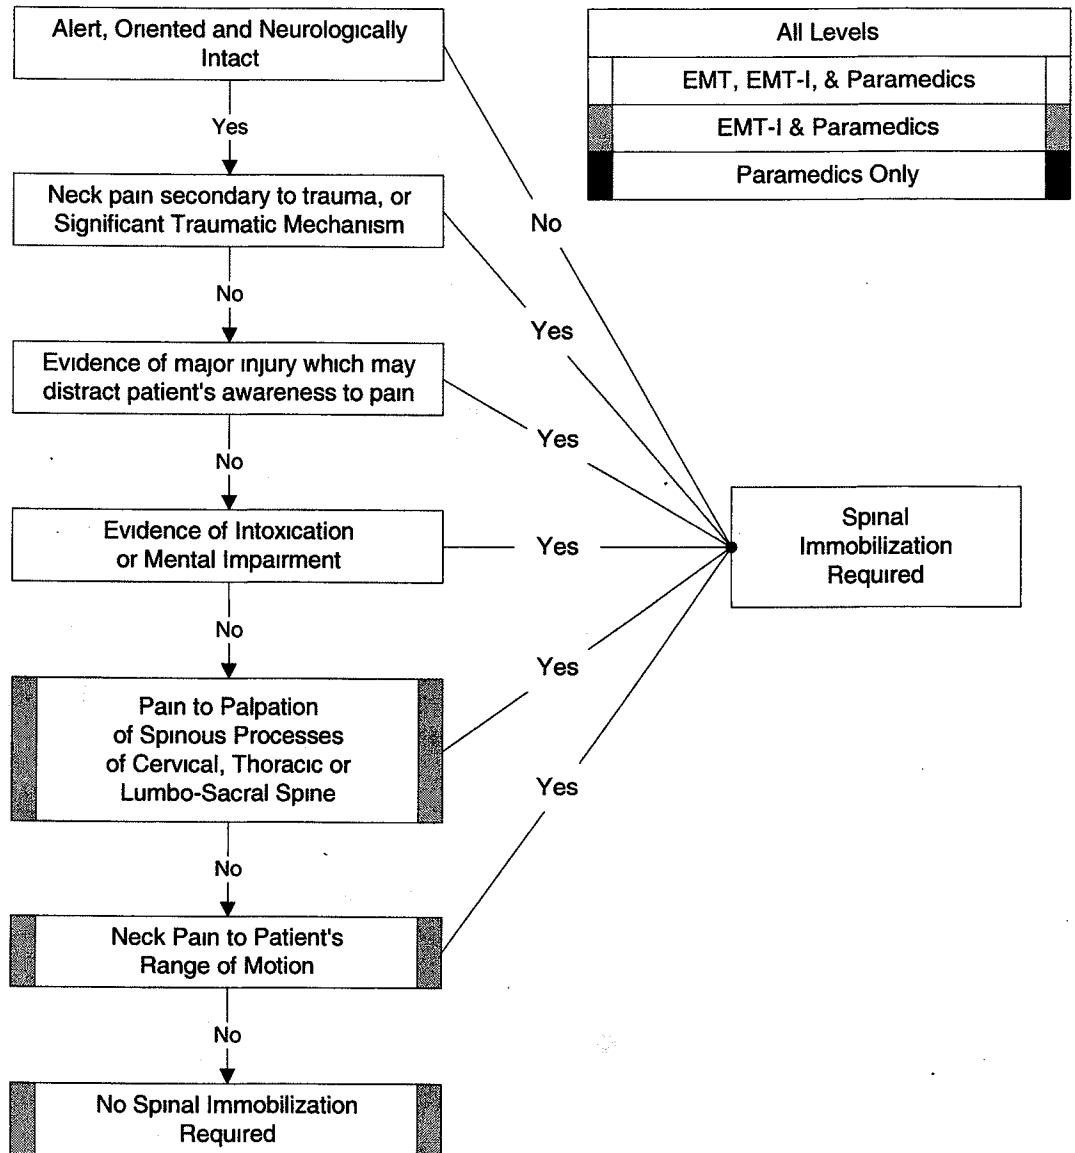 Alert, Oriented and Neurologically
Intact
Yes
Neck pain secondary to trauma, or
Significant Traumatic Mechanism
No
Evidence of major injury which may
distract patient's awareness to pain
No
Evidence of Intoxication
or Mental Impairment
No
Pain to Palpation
of Spinous Processes
of Cervical, Thoracic or
Lumbo-Sacral Spine
No
Neck Pain to Patient's
Range of Motion
No
No Spinal Immobilization
Required
No
Yes
Yes
Yes
Yes
Yes
Spinal
Immobilization
Required
All Levels
EMT, EMT-I, & Paramedics
EMT-I & Paramedics
Paramedics Only